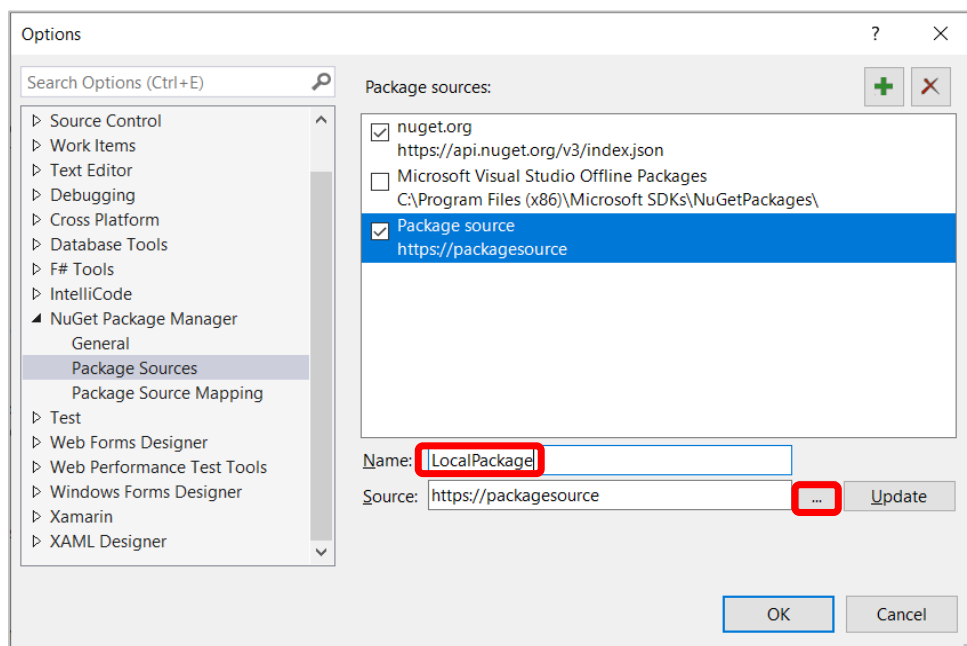 Options
?
Search Options (Ctrl+E)
Source Control
Work Items
Text Editor
Debugging
Cross Platform
Database Tools
F# Tools
IntelliCode
NuGet Package Manager
General
Package Sources
Package Source Mapping
Test
Web Forms Designer
Web Performance Test Tools
Windows Forms Designer
Xamarin
XAML Designer
Package sources:
nuget.org
https://api.nuget.org/v3/index.json
Microsoft Visual Studio Offline Packages
C:\Program Files (x86)\Microsoft SDKs\NuGetPackages\
Package source
https://packagesource
Name: LocalPackage
Source: https://packagesource ... Update
OK Cancel